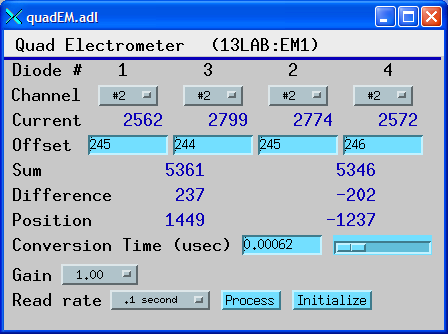 quadEM.adl
Quad Electrometer (13LAB:EM1)
Diode # 1 3 2 4
Channel #2 #2 #2 #2
Current 2562 2799 2774 2572
Offset 245 244 245 246
Sum 5361 5346
Difference 237 -202
Position 1449 -1237
Conversion Time (usec) 0.00062
Gain 1.00
Read rate .1 second Process Initialize